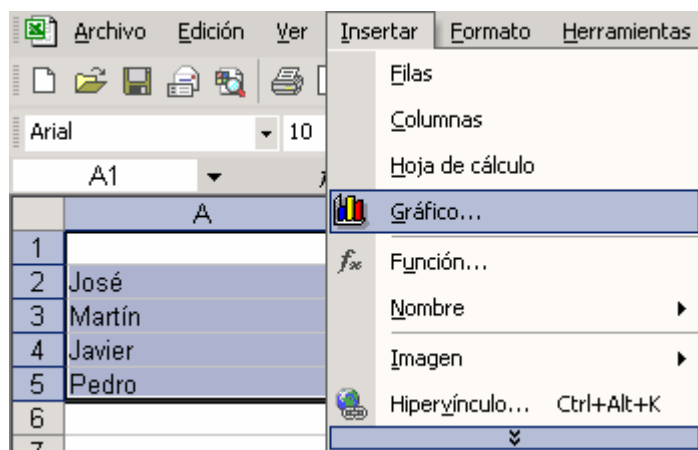 Archivo Edición Ver Insertar Formato Herramientas
Arial 10
A1
A
1
2 José
3 Martín
4 Javier
5 Pedro
6
Filas
Columnas
Hoja de cálculo
Gráfico...
fx Función...
Nombre
Imagen
Hipervínculo... Ctrl+Alt+K